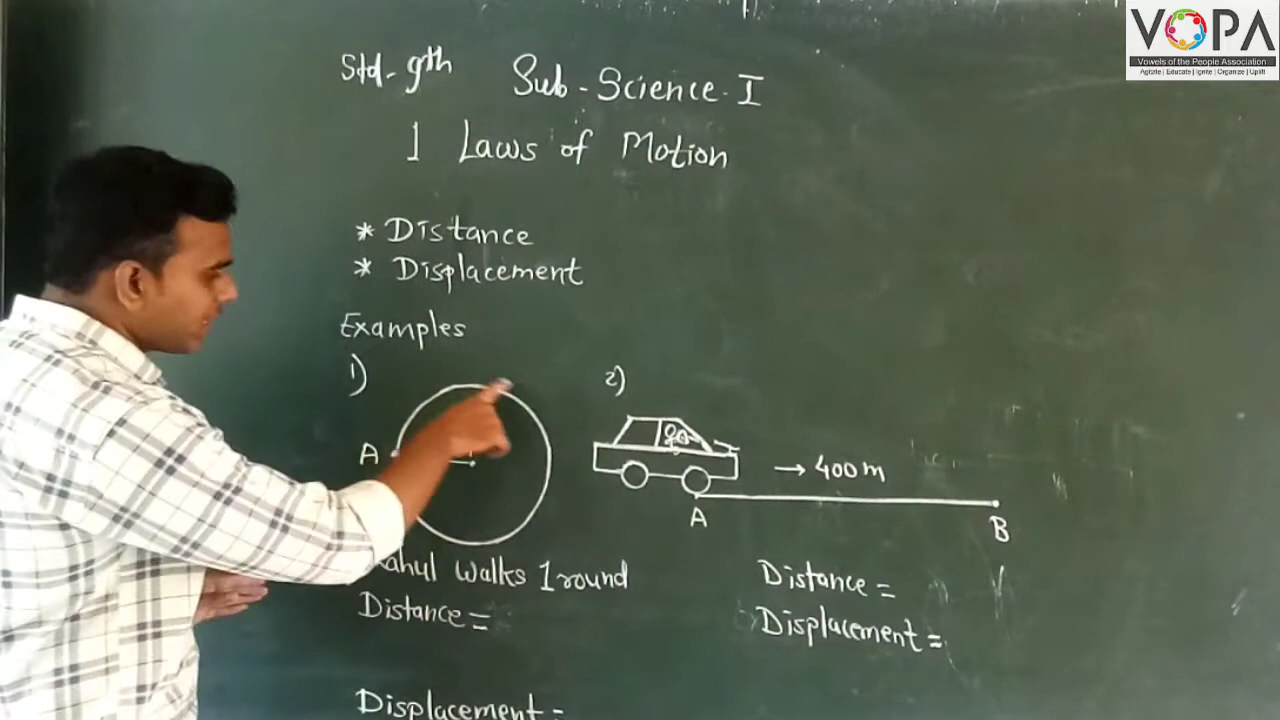 VOPA
Vowels of the People Association
Agitate | Educate | Ignite | Organize | Uplift
Std - 9th Sub - Science - I
1 Laws of Motion
* Distance
* Displacement
Examples
1)
A
Rahul Walks 1 round
Distance =
Displacement =
2)
→ 400 m
A B
Distance =
Displacement =